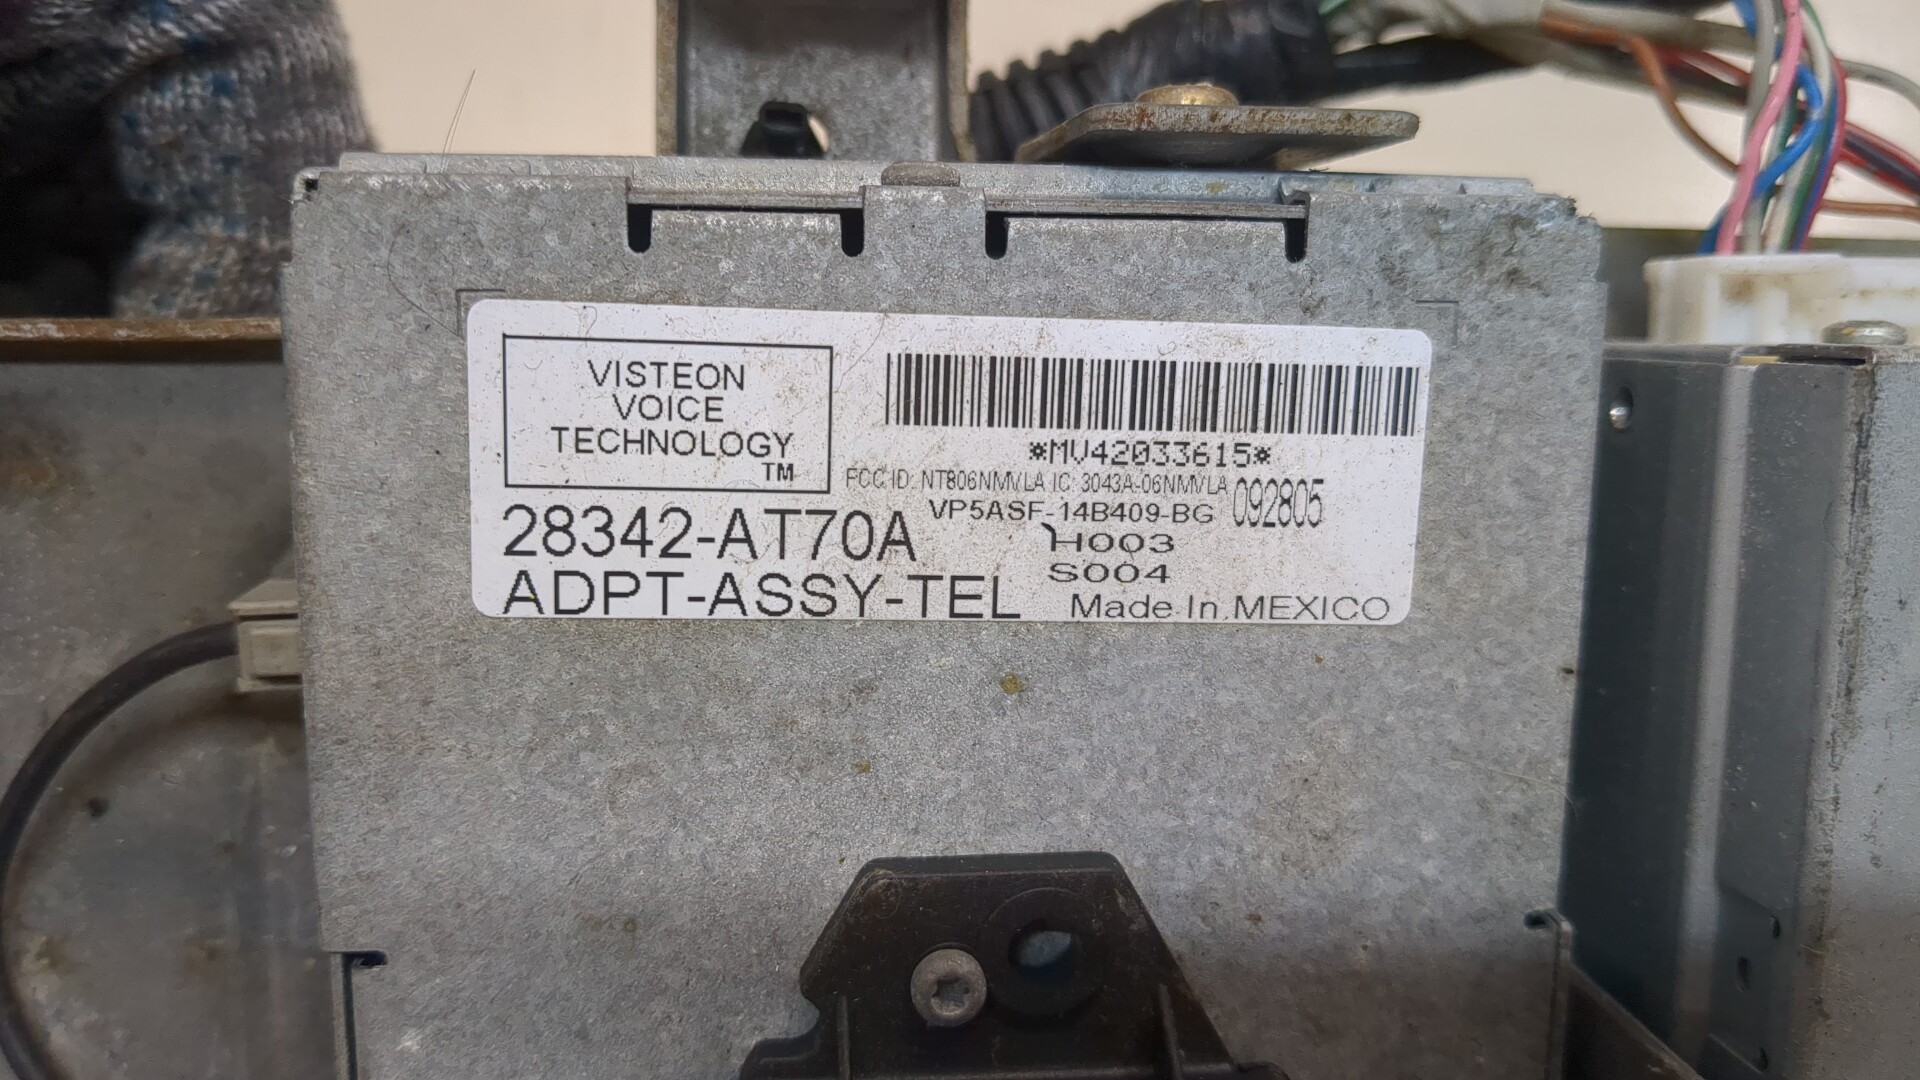 VISTEON
VOICE
TECHNOLOGY
TM
*MV42033615*
FCC ID: NT806NMVLA IC: 3043A-06NMVLA
092805
VP5ASF-14B409-BG
28342-AT70A
H003
S004
ADPT-ASSY-TEL
Made In MEXICO